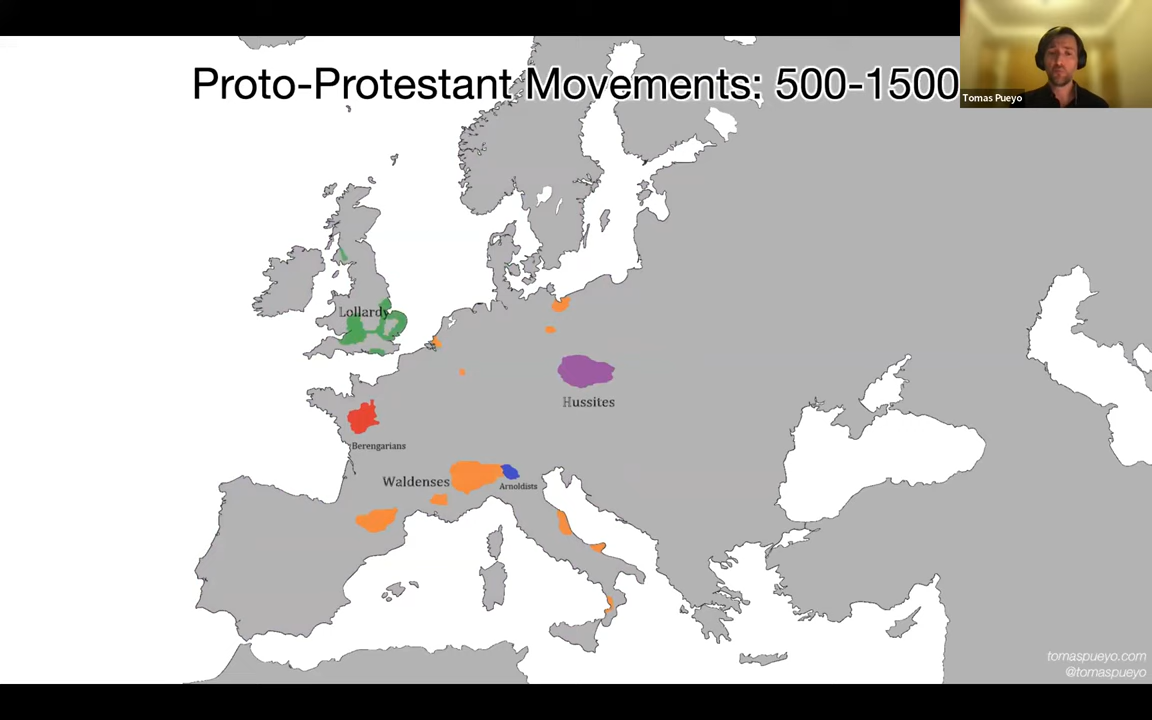 Proto-Protestant Movements: 500-1500
Tomas Pueyo
Lollardy
Hussites
Berengarians
Waldenses
Arnoldists
tomaspueyo.com
@tomaspueyo